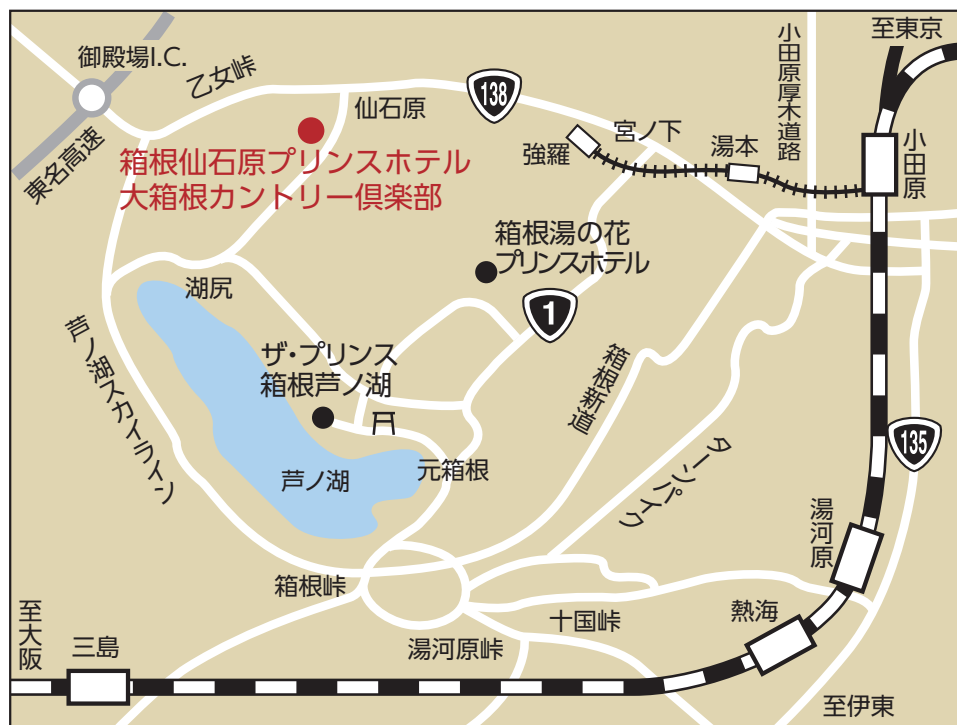 至東京
御殿場I.C.
乙女峠
小田原厚木道路
138
仙石原
東名高速
強羅
宮ノ下
湯本
小田原
箱根仙石原プリンスホテル
大箱根カントリー倶楽部
箱根湯の花
プリンスホテル
湖尻
1
芦ノ湖スカイライン
ザ・プリンス
箱根芦ノ湖
箱根新道
ターンパイク
135
元箱根
芦ノ湖
湯河原
箱根峠
至大阪
三島
湯河原峠
十国峠
熱海
至伊東